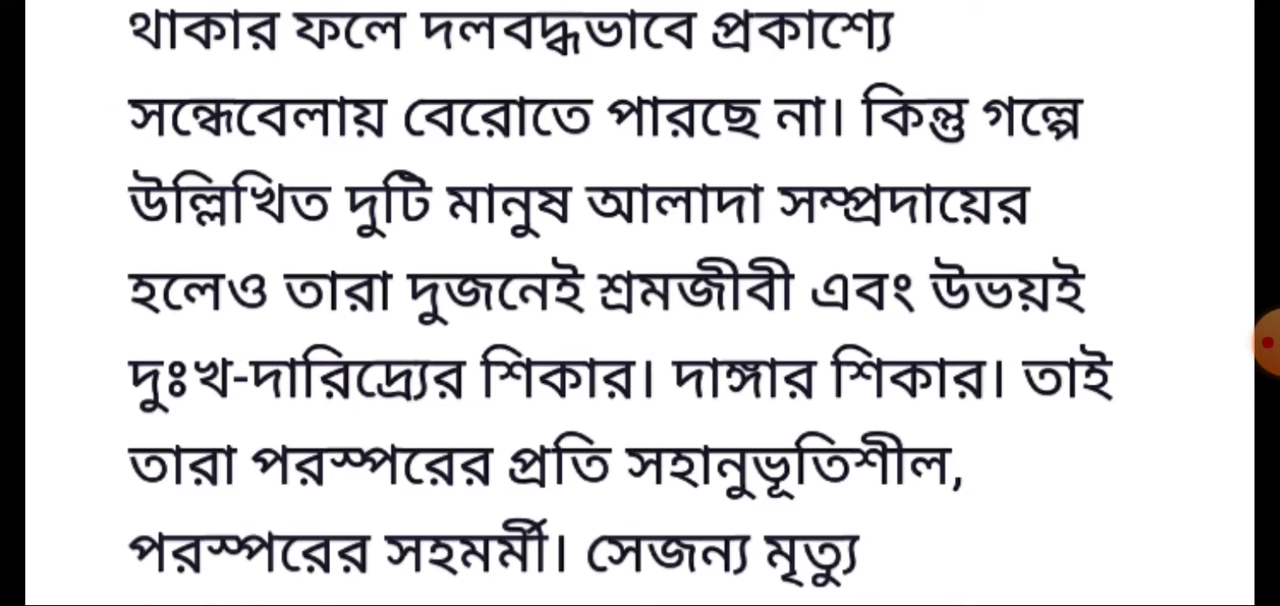 থাকার ফলে দলবদ্ধভাবে প্রকাশ্যে
সন্ধেবেলায় বেরোতে পারছে না। কিন্তু গল্পে
উল্লিখিত দুটি মানুষ আলাদা সম্প্রদায়ের
হলেও তারা দুজনেই শ্রমজীবী এবং উভয়ই
দুঃখ-দারিদ্র্যের শিকার। দাঙ্গার শিকার। তাই
তারা পরস্পরের প্রতি সহানুভূতিশীল,
পরস্পরের সহমর্মী। সেজন্য মৃত্যু